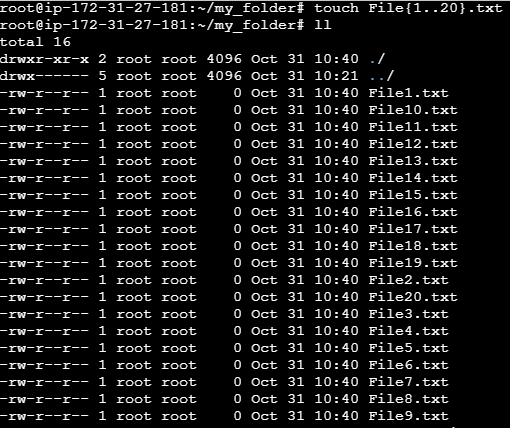 root@ip-172-31-27-181:~/my_folder# touch File{1..20}.txt
root@ip-172-31-27-181:~/my_folder# ll
total 16
drwxr-xr-x 2 root root 4096 Oct 31 10:40 ./
drwx------ 5 root root 4096 Oct 31 10:21 ../
-rw-r--r-- 1 root root    0 Oct 31 10:40 File1.txt
-rw-r--r-- 1 root root    0 Oct 31 10:40 File10.txt
-rw-r--r-- 1 root root    0 Oct 31 10:40 File11.txt
-rw-r--r-- 1 root root    0 Oct 31 10:40 File12.txt
-rw-r--r-- 1 root root    0 Oct 31 10:40 File13.txt
-rw-r--r-- 1 root root    0 Oct 31 10:40 File14.txt
-rw-r--r-- 1 root root    0 Oct 31 10:40 File15.txt
-rw-r--r-- 1 root root    0 Oct 31 10:40 File16.txt
-rw-r--r-- 1 root root    0 Oct 31 10:40 File17.txt
-rw-r--r-- 1 root root    0 Oct 31 10:40 File18.txt
-rw-r--r-- 1 root root    0 Oct 31 10:40 File19.txt
-rw-r--r-- 1 root root    0 Oct 31 10:40 File2.txt
-rw-r--r-- 1 root root    0 Oct 31 10:40 File20.txt
-rw-r--r-- 1 root root    0 Oct 31 10:40 File3.txt
-rw-r--r-- 1 root root    0 Oct 31 10:40 File4.txt
-rw-r--r-- 1 root root    0 Oct 31 10:40 File5.txt
-rw-r--r-- 1 root root    0 Oct 31 10:40 File6.txt
-rw-r--r-- 1 root root    0 Oct 31 10:40 File7.txt
-rw-r--r-- 1 root root    0 Oct 31 10:40 File8.txt
-rw-r--r-- 1 root root    0 Oct 31 10:40 File9.txt